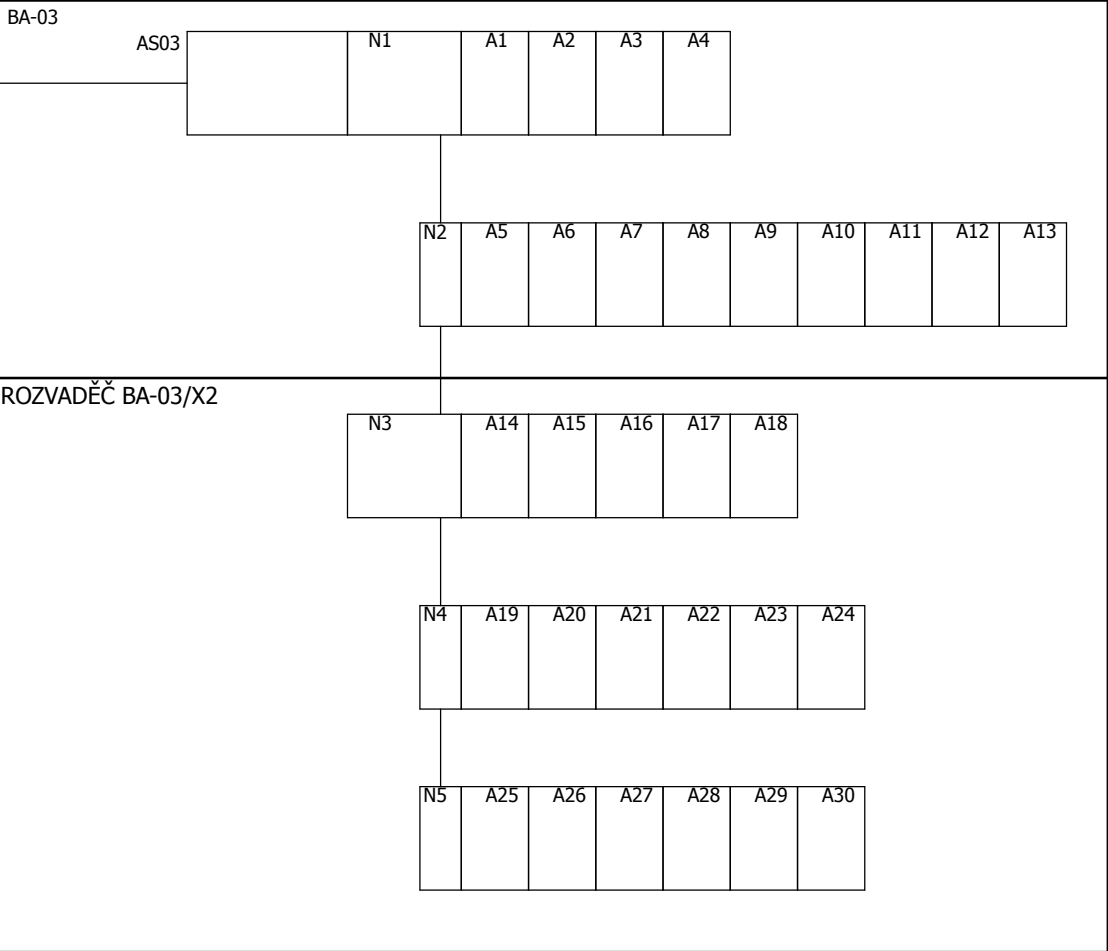 BA-03
AS03 N1 A1 A2 A3 A4
N2 A5 A6 A7 A8 A9 A10 A11 A12 A13
ROZVADĚČ BA-03/X2
N3 A14 A15 A16 A17 A18
N4 A19 A20 A21 A22 A23 A24
N5 A25 A26 A27 A28 A29 A30